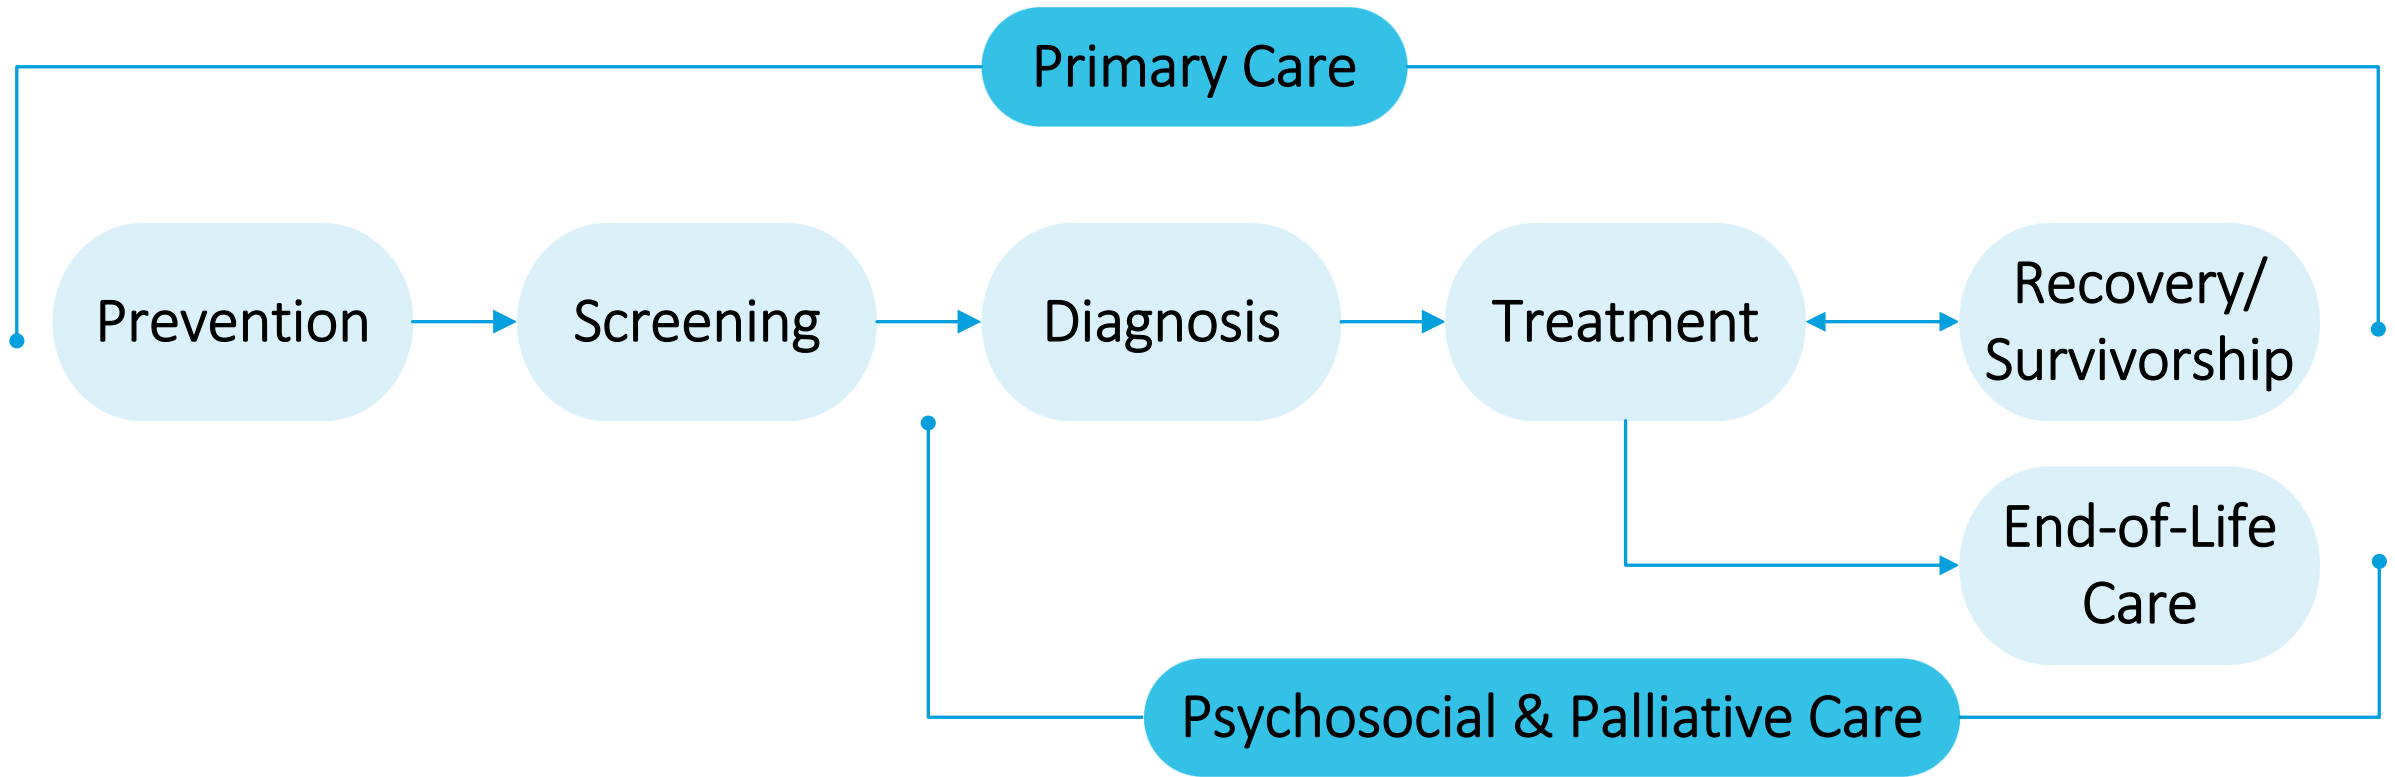 Primary Care
Prevention
Screening
Diagnosis
Treatment
Recovery/
Survivorship
End-of-Life
Care
Psychosocial & Palliative Care